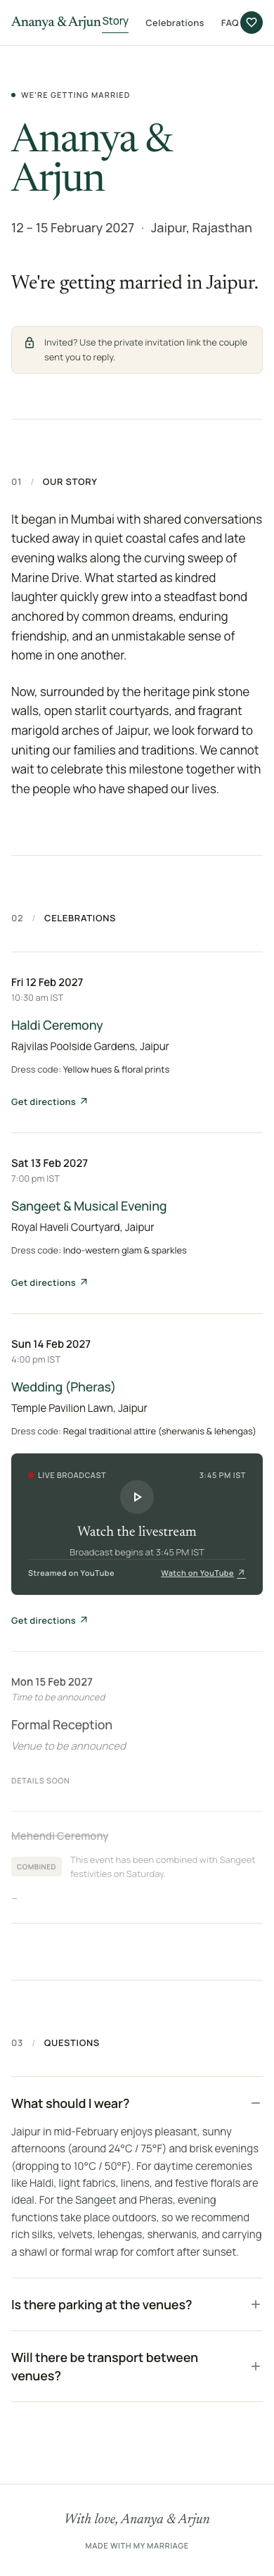 Ananya & Arjun Story Celebrations FAQ
WE'RE GETTING MARRIED
Ananya &
Arjun
12 – 15 February 2027 · Jaipur, Rajasthan
We're getting married in Jaipur.
Invited? Use the private invitation link the couple
sent you to reply.
01 / OUR STORY
It began in Mumbai with shared conversations
tucked away in quiet coastal cafes and late
evening walks along the curving sweep of
Marine Drive. What started as kindred
laughter quickly grew into a steadfast bond
anchored by common dreams, enduring
friendship, and an unmistakable sense of
home in one another.
Now, surrounded by the heritage pink stone
walls, open starlit courtyards, and fragrant
marigold arches of Jaipur, we look forward to
uniting our families and traditions. We cannot
wait to celebrate this milestone together with
the people who have shaped our lives.
02 / CELEBRATIONS
Fri 12 Feb 2027
10:30 am IST
Haldi Ceremony
Rajvilas Poolside Gardens, Jaipur
Dress code: Yellow hues & floral prints
Get directions ↗
Sat 13 Feb 2027
7:00 pm IST
Sangeet & Musical Evening
Royal Haveli Courtyard, Jaipur
Dress code: Indo-western glam & sparkles
Get directions ↗
Sun 14 Feb 2027
4:00 pm IST
Wedding (Pheras)
Temple Pavilion Lawn, Jaipur
Dress code: Regal traditional attire (sherwanis & lehengas)
LIVE BROADCAST 3:45 PM IST
Watch the livestream
Broadcast begins at 3:45 PM IST
Streamed on YouTube Watch on YouTube ↗
Get directions ↗
Mon 15 Feb 2027
Time to be announced
Formal Reception
Venue to be announced
DETAILS SOON
Mehendi Ceremony
COMBINED This event has been combined with Sangeet
festivities on Saturday.
–
03 / QUESTIONS
What should I wear? −
Jaipur in mid-February enjoys pleasant, sunny
afternoons (around 24°C / 75°F) and brisk evenings
(dropping to 10°C / 50°F). For daytime ceremonies
like Haldi, light fabrics, linens, and festive florals are
ideal. For the Sangeet and Pheras, evening
functions take place outdoors, so we recommend
rich silks, velvets, lehengas, sherwanis, and carrying
a shawl or formal wrap for comfort after sunset.
Is there parking at the venues? +
Will there be transport between
venues? +
With love, Ananya & Arjun
MADE WITH MY MARRIAGE